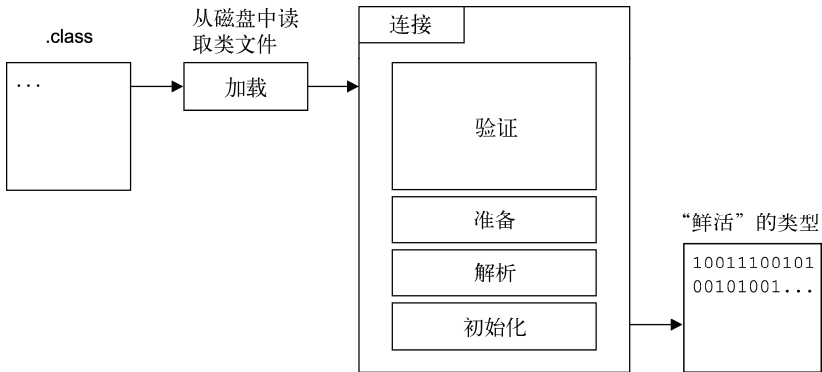 .class
...
从磁盘中读
取类文件
加载
连接
验证
准备
解析
初始化
“鲜活”的类型
10011100101
00101001...